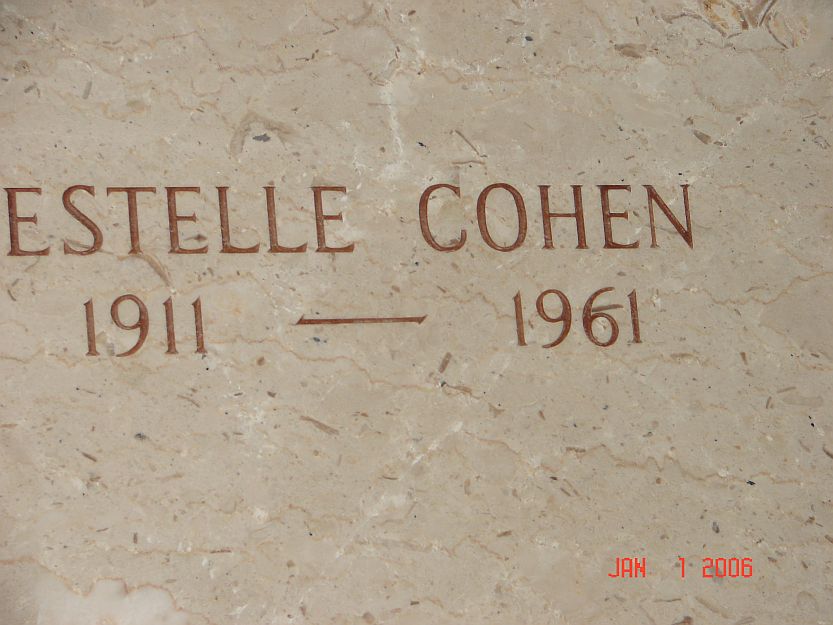 ESTELLE COHEN
1911 — 1961
JAN 1 2006